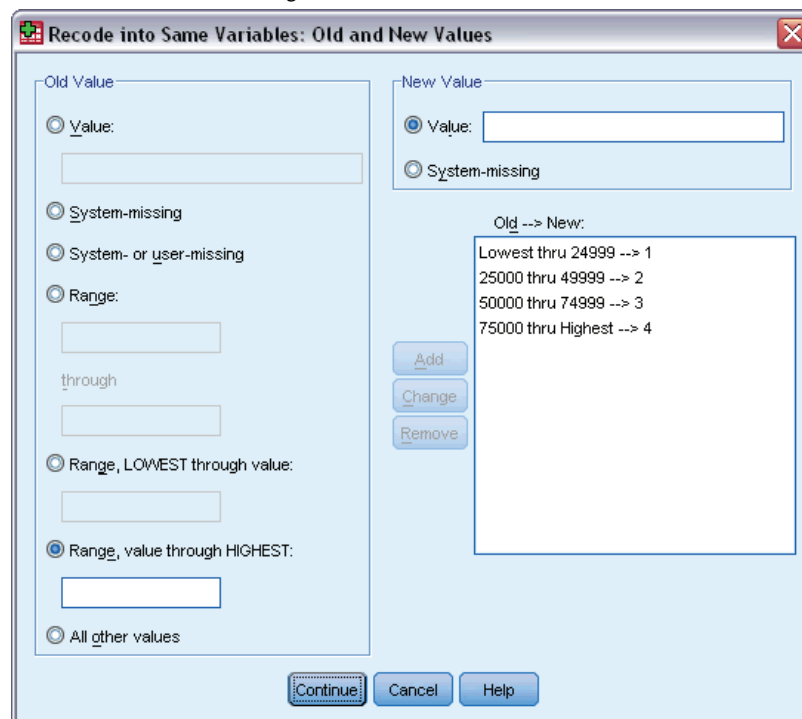 Recode into Same Variables: Old and New Values
Old Value
Value:
System-missing
System- or user-missing
Range:
through
Range, LOWEST through value:
Range, value through HIGHEST:
All other values
New Value
Value:
System-missing
Old --> New:
Lowest thru 24999 --> 1
25000 thru 49999 --> 2
50000 thru 74999 --> 3
75000 thru Highest --> 4
Add
Change
Remove
Continue
Cancel
Help